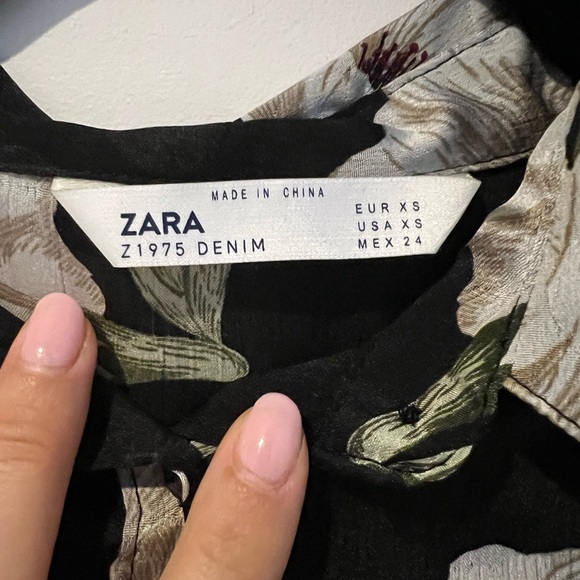 MADE IN CHINA
ZARA
Z1975 DENIM
EUR XS
USA XS
MEX 24